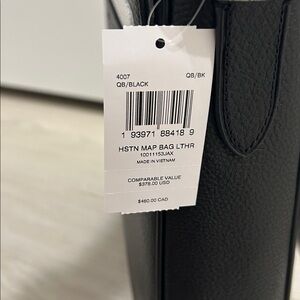 4007 QB/BK
QB/BLACK
1 93971 88418 9
HSTN MAP BAG LTHR
10011153JAX
MADE IN VIETNAM
COMPARABLE VALUE
$378.00 USD
$460.00 CAD